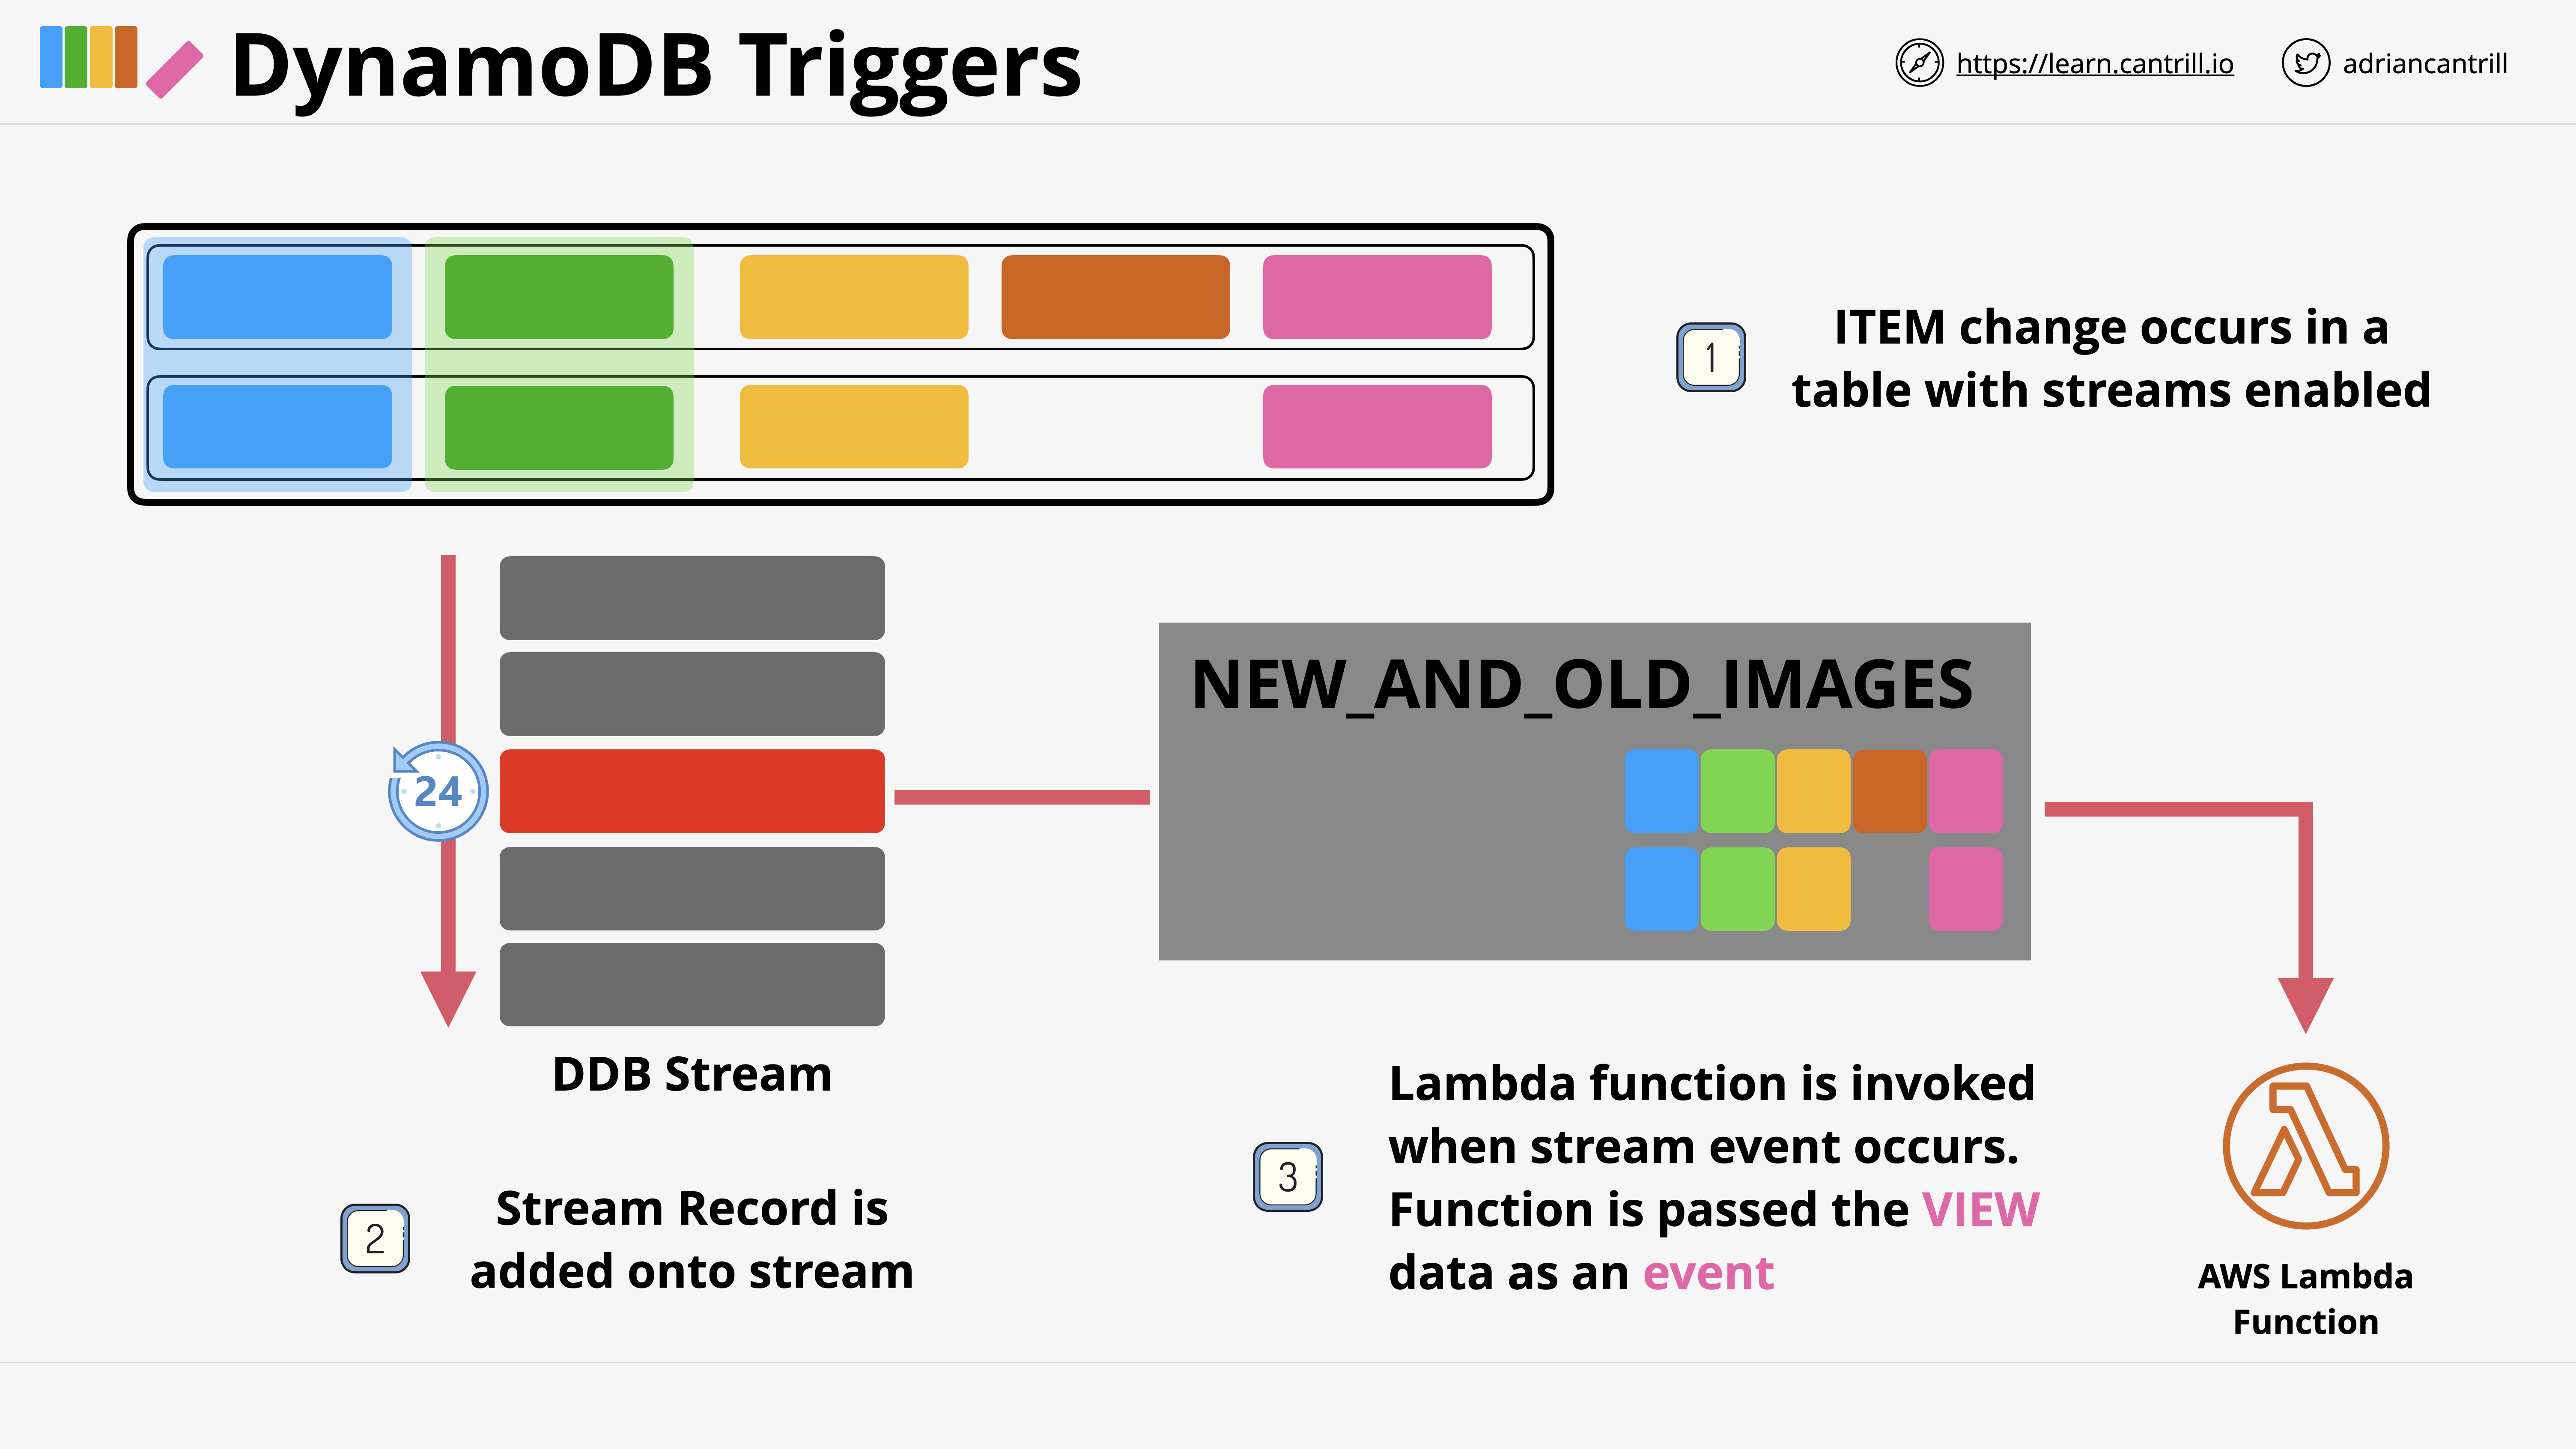 DynamoDB Triggers
https://learn.cantrill.io
adriancantrill
1
ITEM change occurs in a
table with streams enabled
24
NEW_AND_OLD_IMAGES
DDB Stream
2
Stream Record is
added onto stream
3
Lambda function is invoked
when stream event occurs.
Function is passed the VIEW
data as an event
AWS Lambda
Function